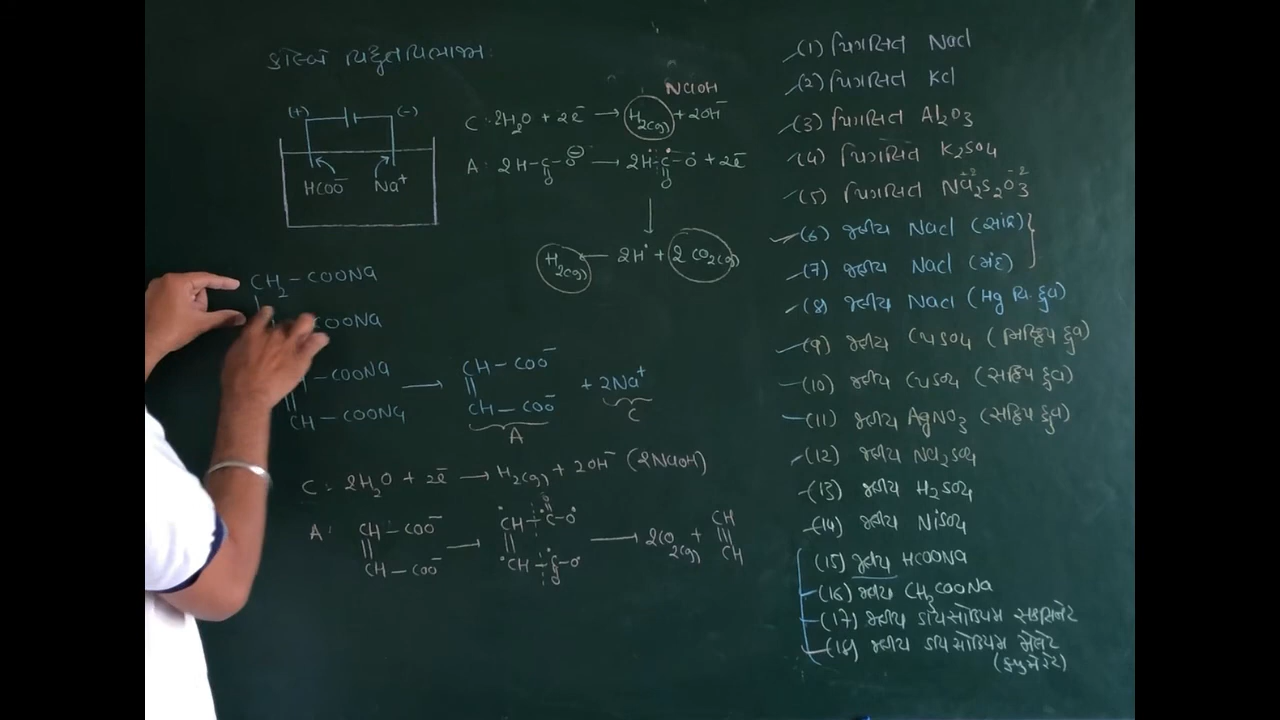 કોલ્બે વિદ્યુતવિભાજન :
(+) (-)
HCOO⁻ Na⁺
NaOH
C : 2H₂O + 2e⁻ → H₂(g) + 2OH⁻
A : 2H-C-O⊖ → 2H-C-O• + 2e⁻
O O
↓
H₂(g) ← 2H• + 2CO₂(g)
CH₂ - COONa
COONa
- COONa → CH - COO⁻ + 2Na⁺
|| || C
CH - COONa CH - COO⁻
A
C : 2H₂O + 2e⁻ → H₂(g) + 2OH⁻ (2NaOH)
A : CH - COO⁻ → •CH - C - O• → 2CO₂(g) + CH
|| || |||
CH - COO⁻ •CH - C - O• CH
(1) પિગલિત NaCl
(2) પિગલિત KCl
(3) પિગલિત Al₂O₃
(4) પિગલિત K₂SO₄
(5) પિગલિત Na₂S₂O₃
(6) જલીય NaCl (સાંદ્ર)
(7) જલીય NaCl (મંદ)
(8) જલીય NaCl (Hg વિ. ધ્રુવ)
(9) જલીય CuSO₄ (નિષ્ક્રિય ધ્રુવ)
(10) જલીય CuSO₄ (સક્રિય ધ્રુવ)
(11) જલીય AgNO₃ (સક્રિય ધ્રુવ)
(12) જલીય Na₂SO₄
(13) જલીય H₂SO₄
(14) જલીય NiSO₄
(15) જલીય HCOONa
(16) જલીય CH₃COONa
(17) જલીય ડાયસોડિયમ સક્સિનેટ
(18) જલીય ડાયસોડિયમ મેલેટ
(ફ્યુમેરેટ)